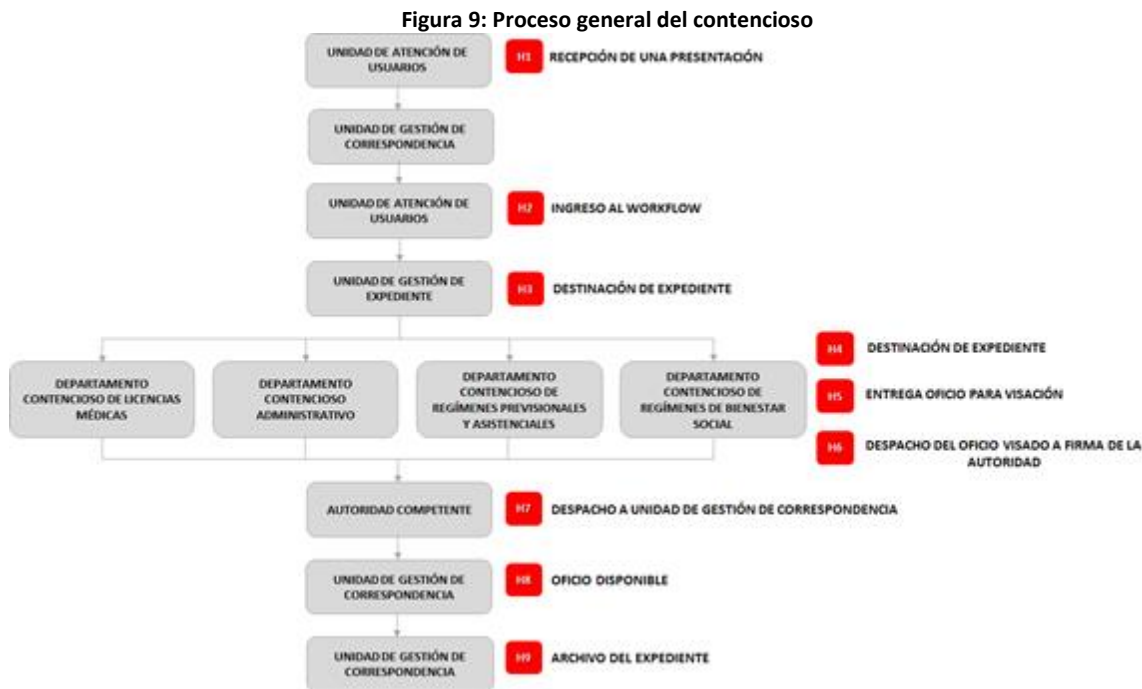 Figura 9: Proceso general del contencioso
UNIDAD DE ATENCIÓN DE
USUARIOS
H1
RECEPCIÓN DE UNA PRESENTACIÓN
UNIDAD DE GESTIÓN DE
CORRESPONDENCIA
UNIDAD DE ATENCIÓN DE
USUARIOS
H2
INGRESO AL WORKFLOW
UNIDAD DE GESTIÓN DE
EXPEDIENTE
H3
DESTINACIÓN DE EXPEDIENTE
DEPARTAMENTO
CONTENCIOSO DE LICENCIAS
MÉDICAS
DEPARTAMENTO
CONTENCIOSO
ADMINISTRATIVO
DEPARTAMENTO
CONTENCIOSO DE
REGÍMENES PREVISIONALES
Y ASISTENCIALES
DEPARTAMENTO
CONTENCIOSO DE
REGÍMENES DE BIENESTAR
SOCIAL
H4
DESTINACIÓN DE EXPEDIENTE
H5
ENTREGA OFICIO PARA VISACIÓN
H6
DESPACHO DEL OFICIO VISADO A FIRMA DE LA
AUTORIDAD
AUTORIDAD COMPETENTE
H7
DESPACHO A UNIDAD DE GESTIÓN DE CORRESPONDENCIA
UNIDAD DE GESTIÓN DE
CORRESPONDENCIA
H8
OFICIO DISPONIBLE
UNIDAD DE GESTIÓN DE
CORRESPONDENCIA
H9
ARCHIVO DEL EXPEDIENTE